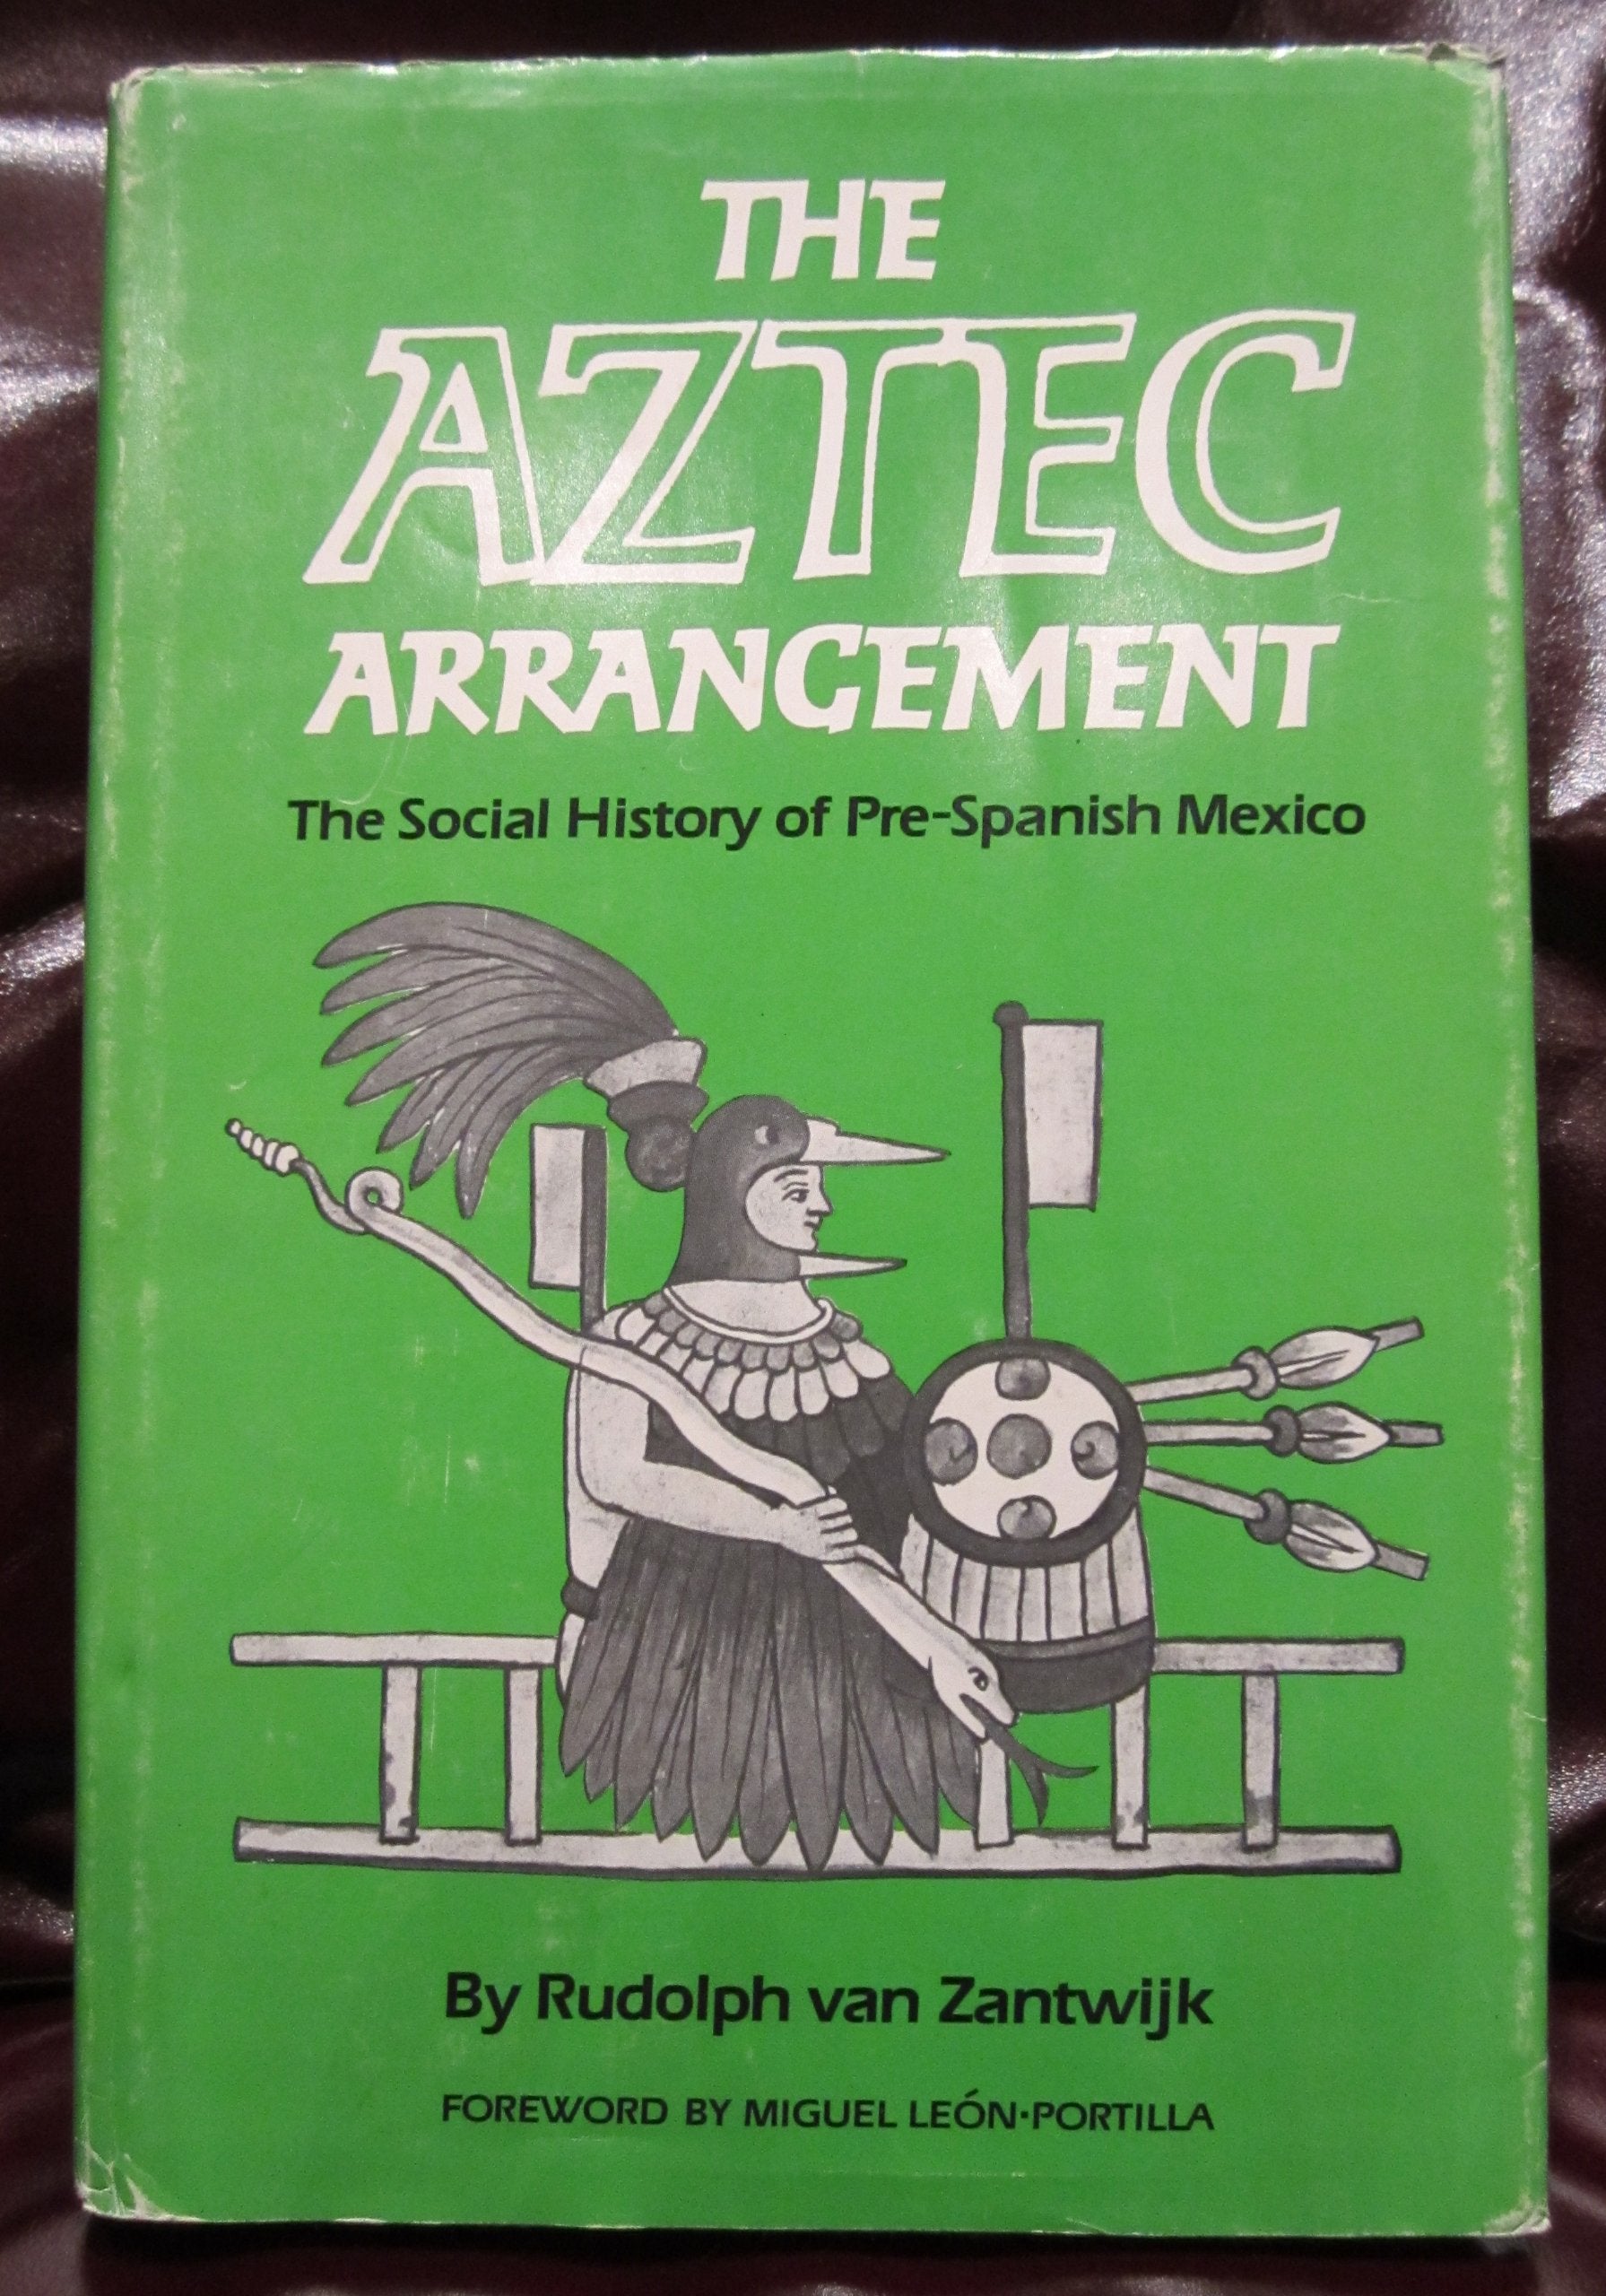 THE
AZTEC
ARRANGEMENT
The Social History of Pre-Spanish Mexico
By Rudolph van Zantwijk
FOREWORD BY MIGUEL LEÓN·PORTILLA